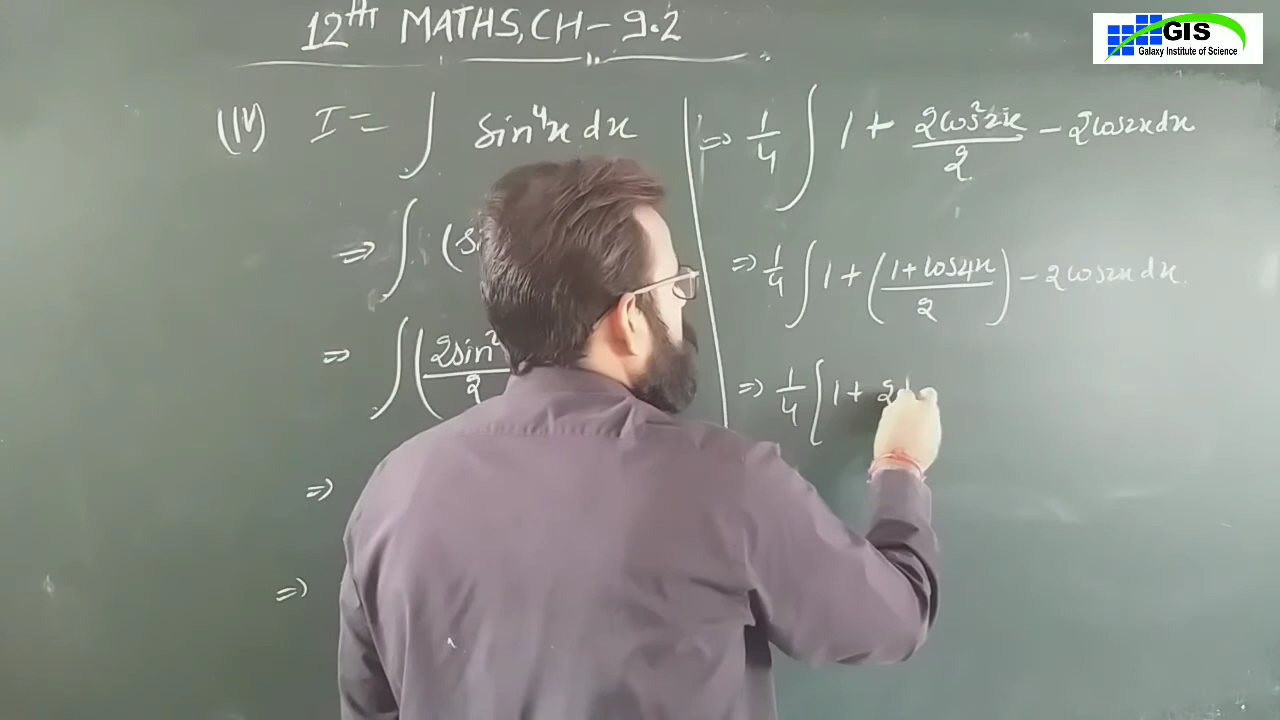 12TH MATHS, CH - 9.2
GIS
Galaxy Institute of Science
(IV) I = ∫ sin⁴x dx
⇒ ∫ (
⇒ ∫ (2sin²
2
⇒
⇒
⇒ 1/4 ∫ 1 + 2cos²2x/2 - 2cos2x dx
⇒ 1/4 ∫ 1 + (1+cos4x/2) - 2cos2x dx
⇒ 1/4 ∫ 1 +